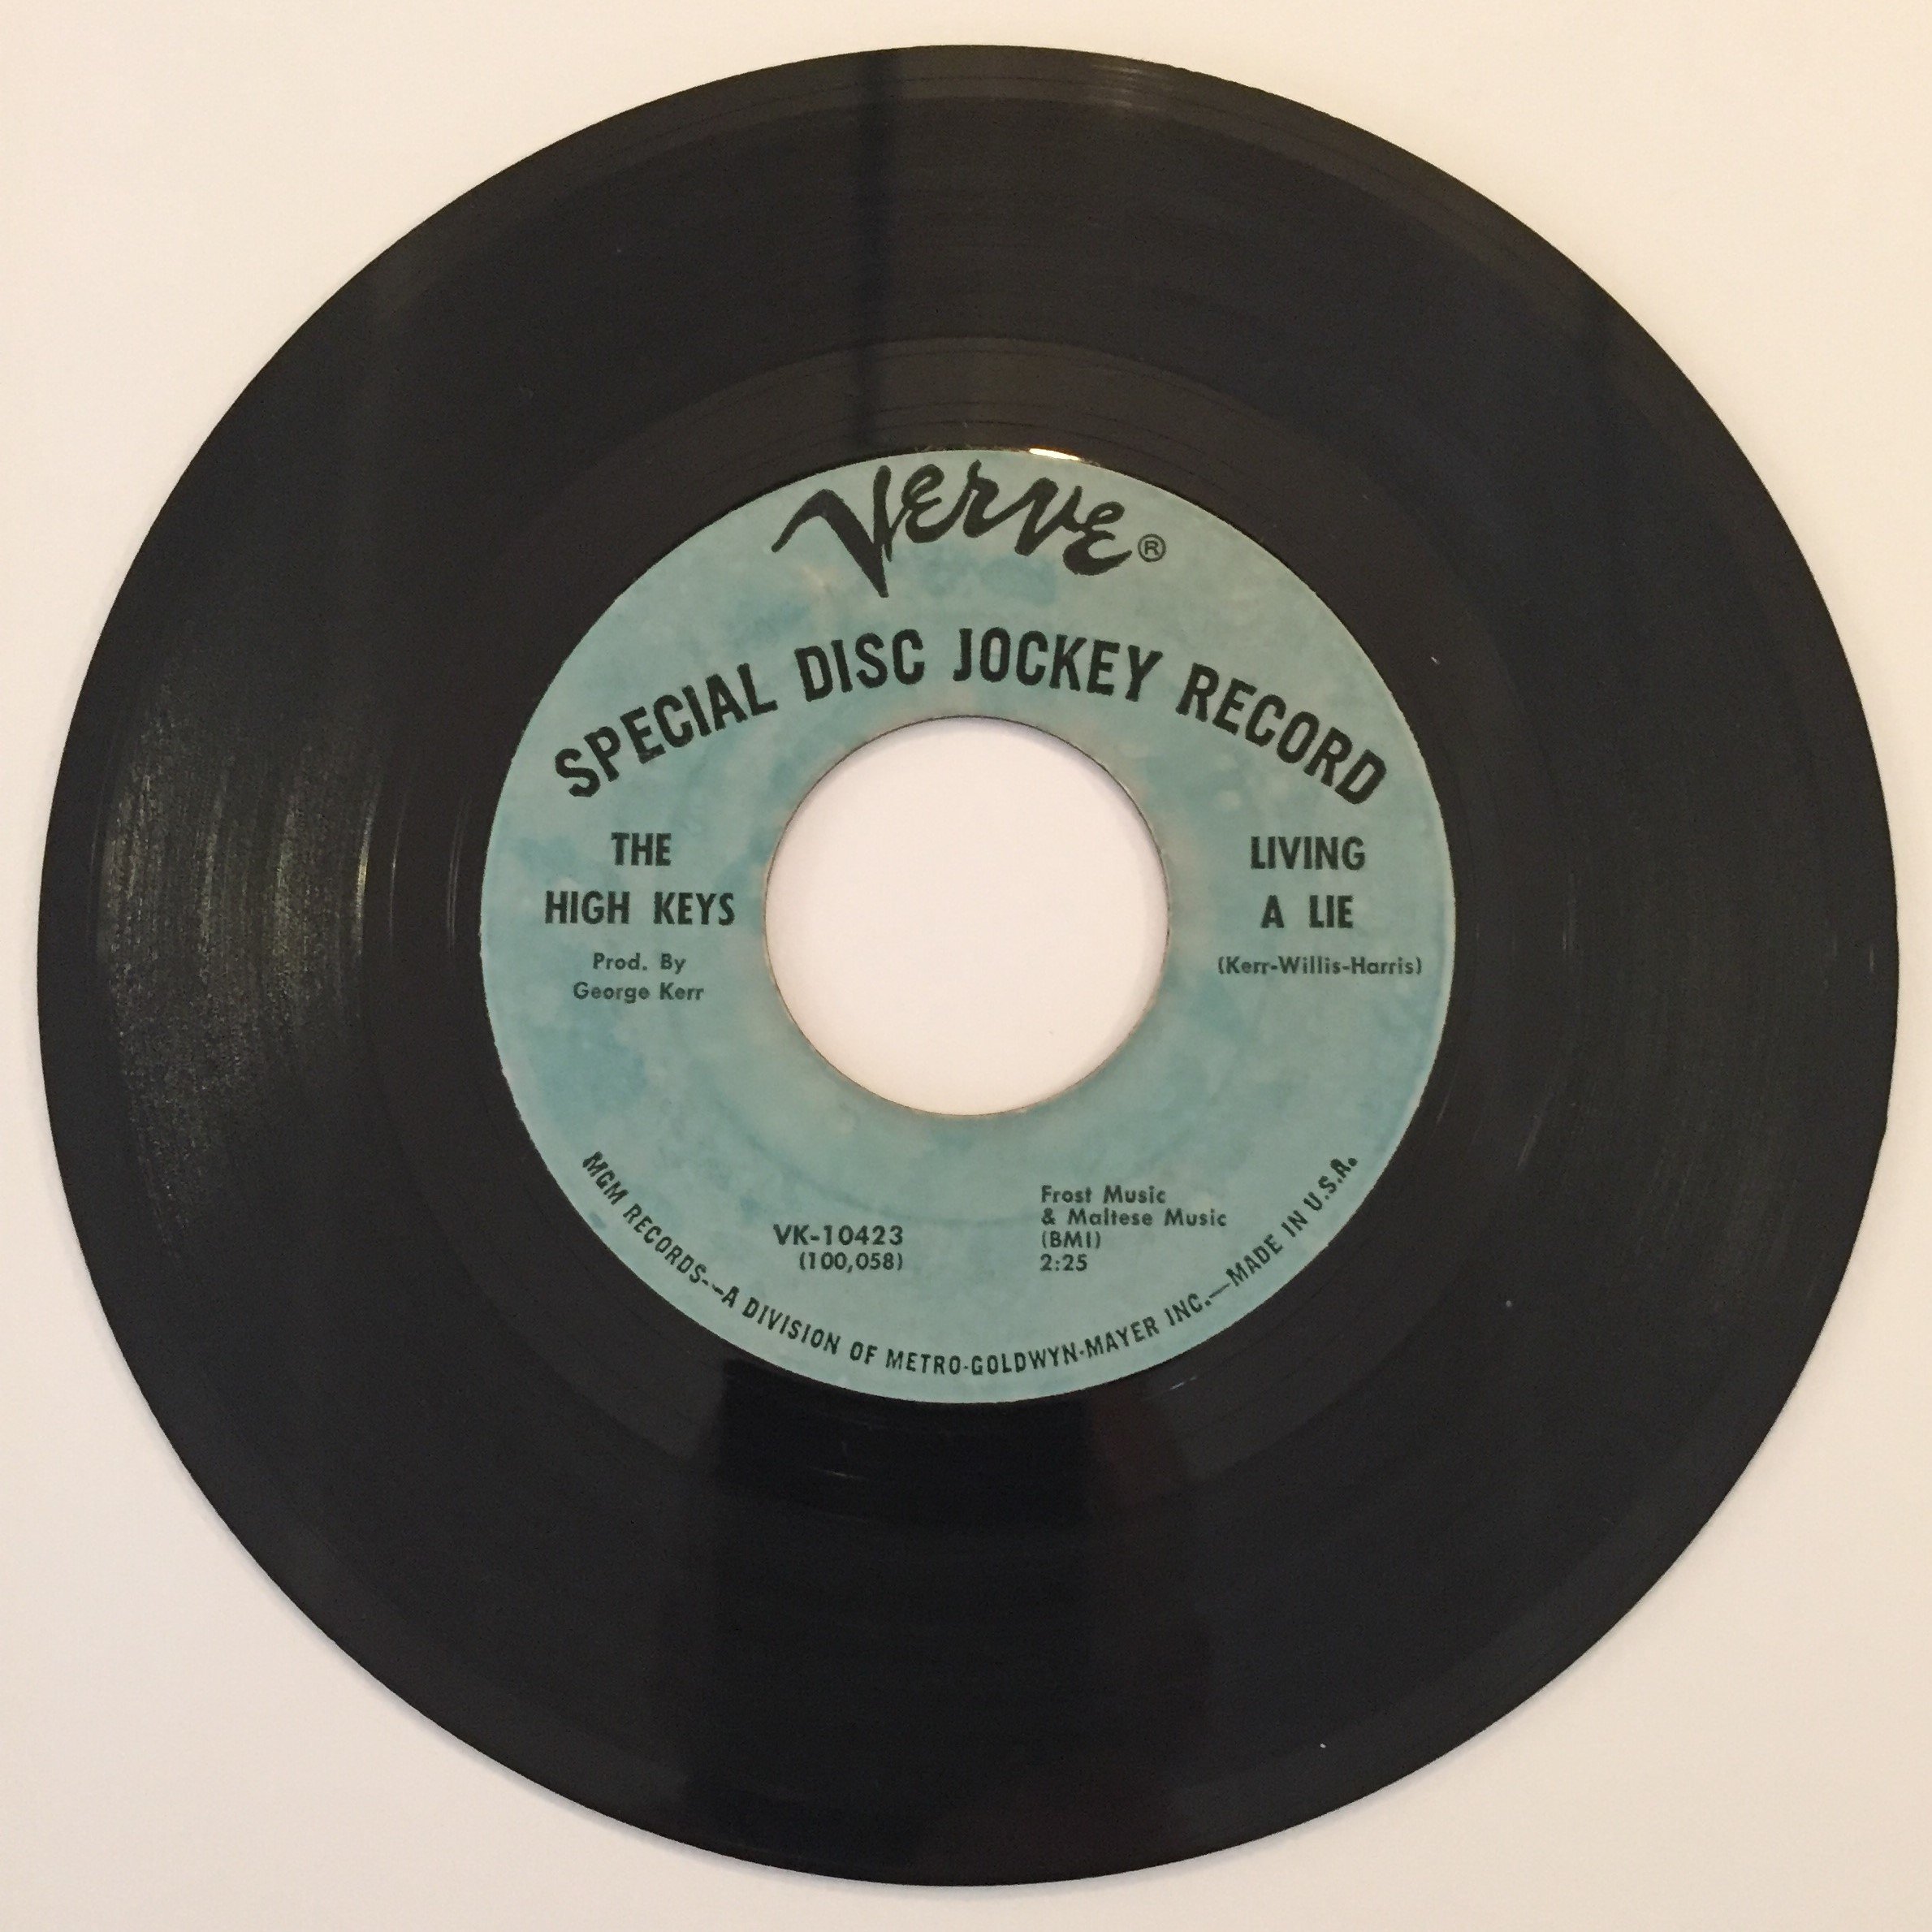 Verve®
SPECIAL DISC JOCKEY RECORD
THE
HIGH KEYS
Prod. By
George Kerr
LIVING
A LIE
(Kerr-Willis-Harris)
VK-10423
(100,058)
Frost Music
& Maltese Music
(BMI)
2:25
MGM RECORDS--A DIVISION OF METRO-GOLDWYN-MAYER INC.—MADE IN U.S.A.